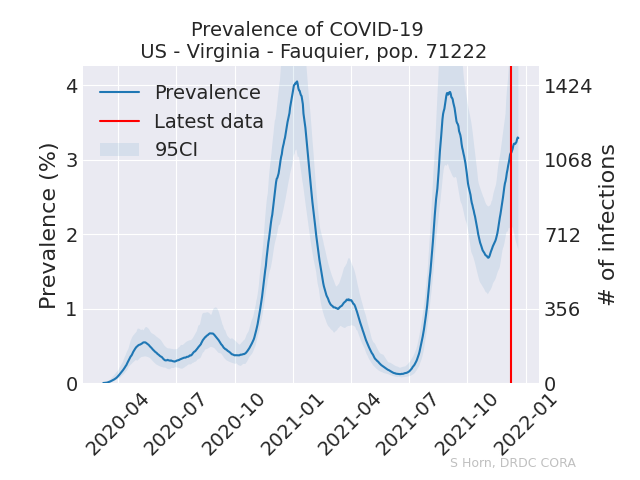 Prevalence of COVID-19
US - Virginia - Fauquier, pop. 71222
Prevalence
Latest data
95CI
Prevalence (%)
4
3
2
1
0
1424
1068
712
356
0
# of infections
2020-04
2020-07
2020-10
2021-01
2021-04
2021-07
2021-10
2022-01
S Horn, DRDC CORA